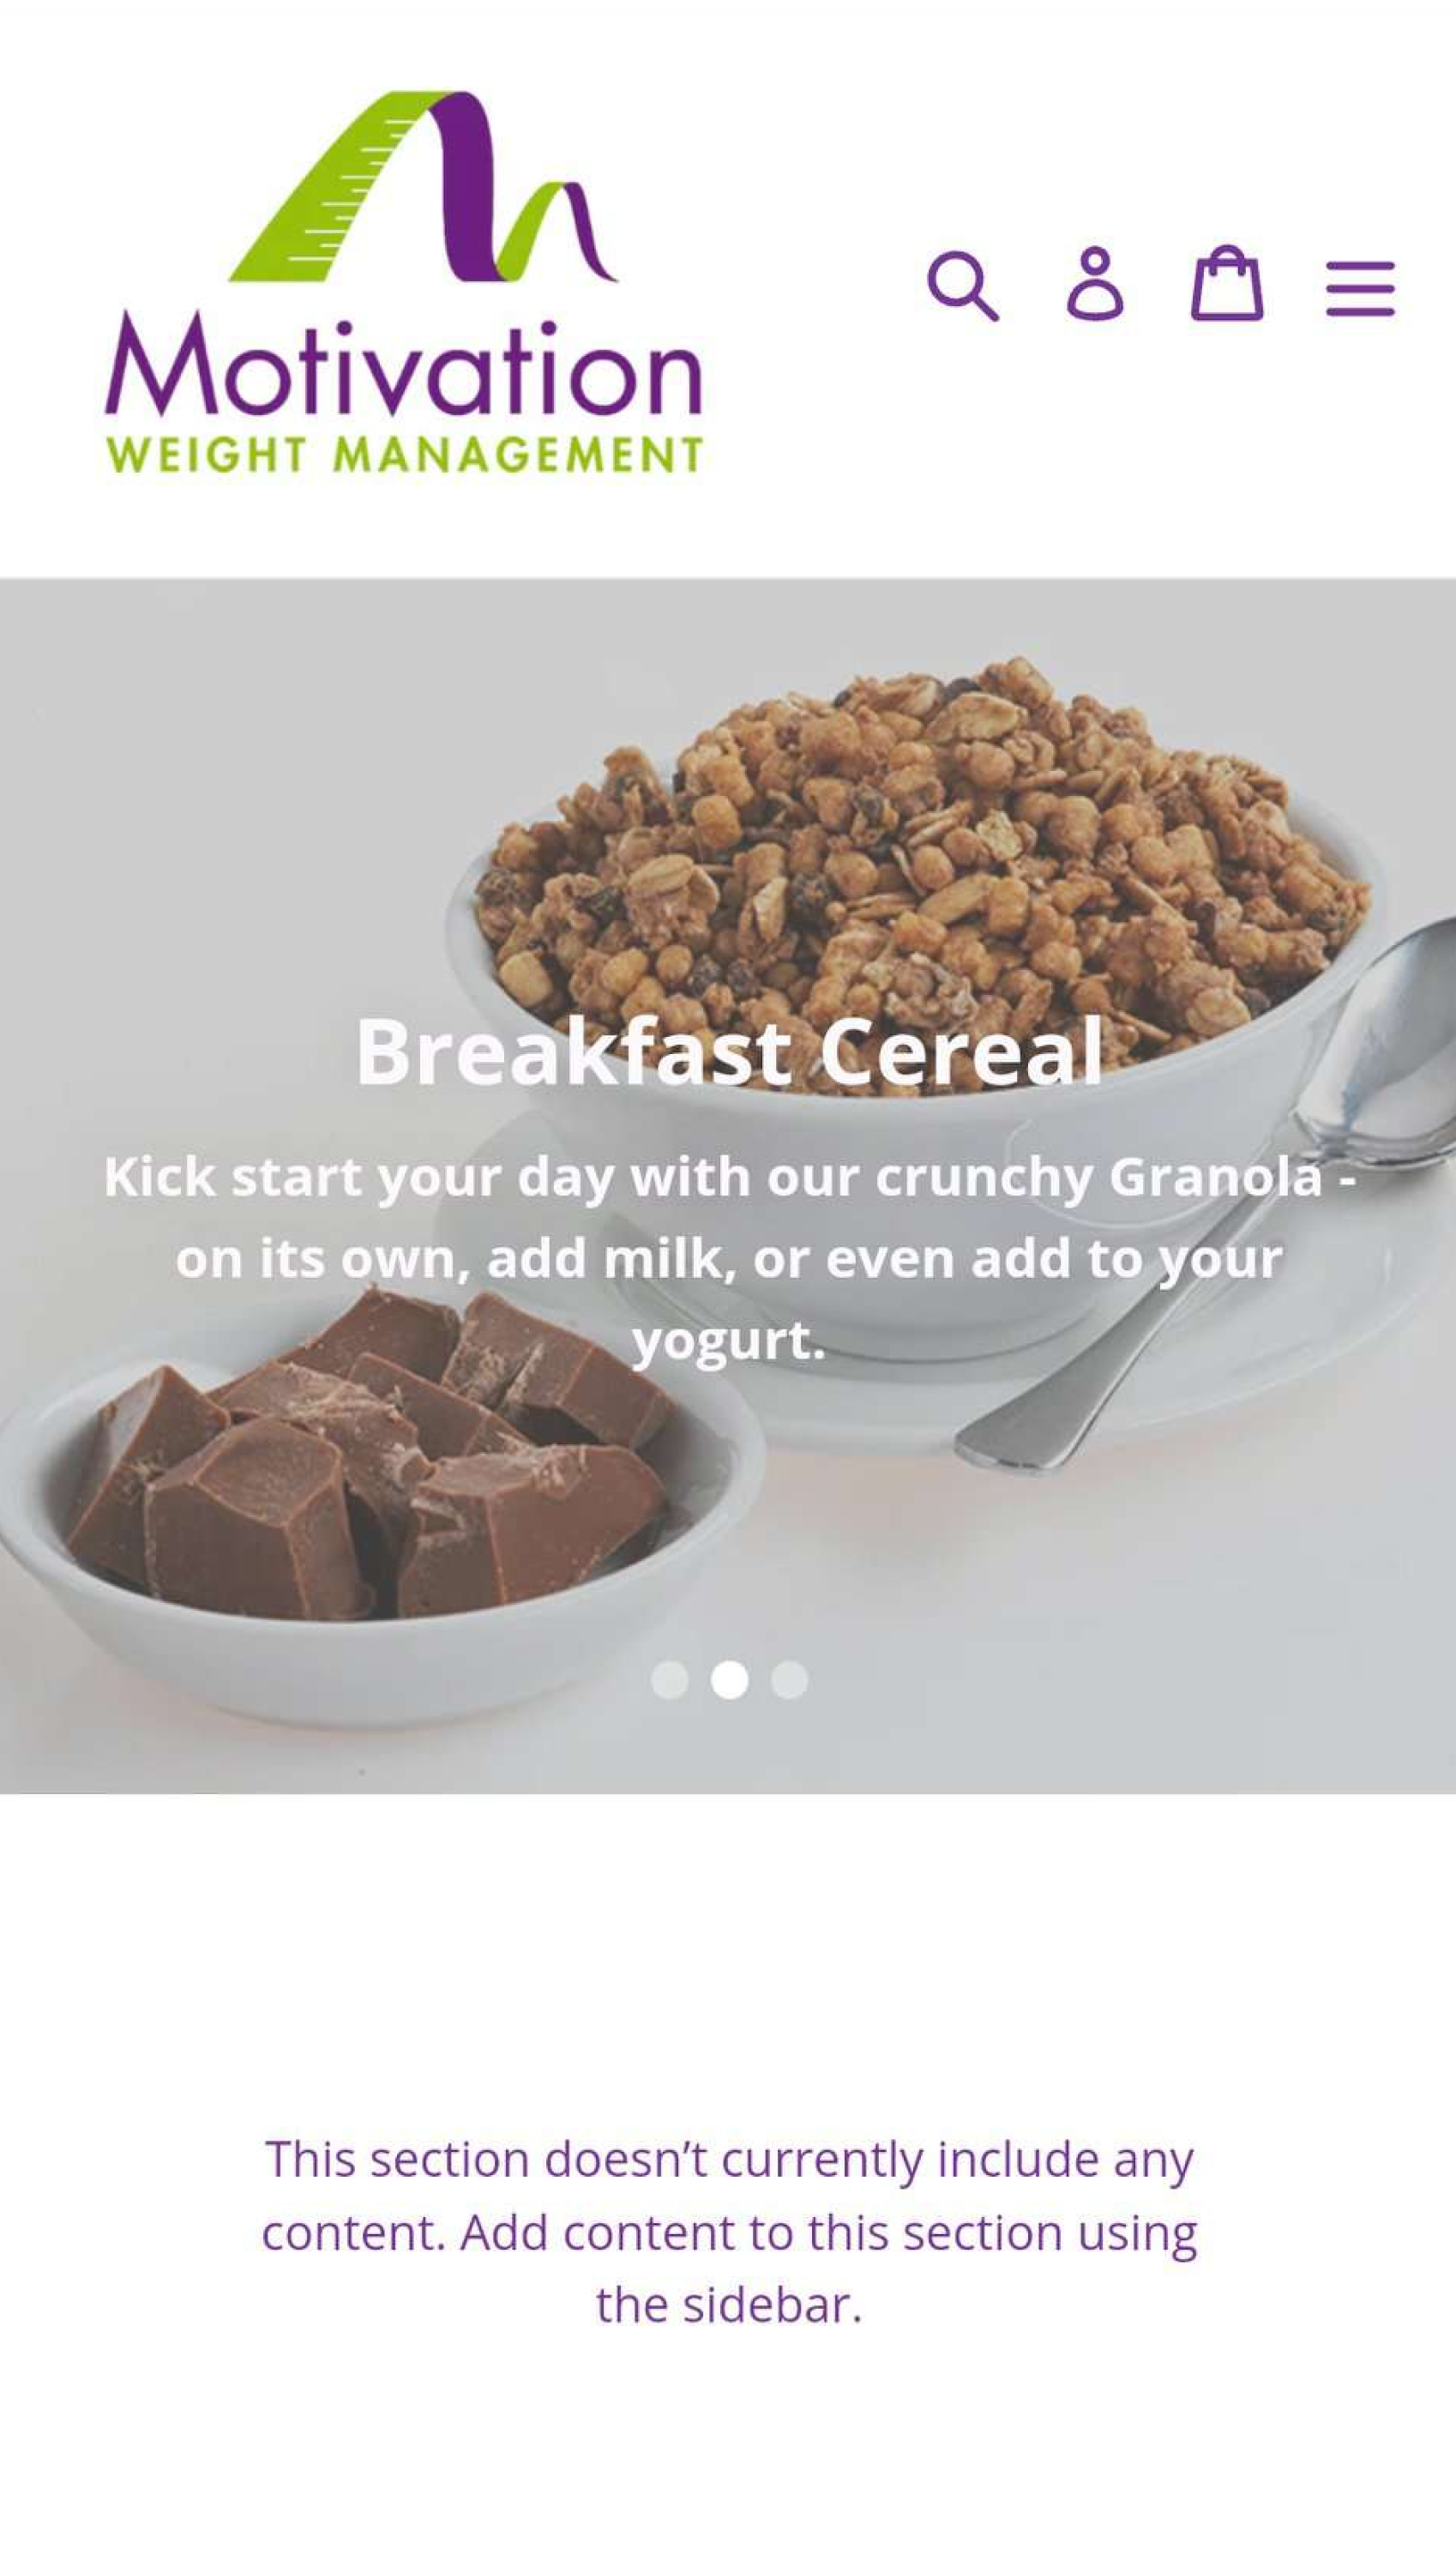 Motivation
WEIGHT MANAGEMENT
Breakfast Cereal
Kick start your day with our crunchy Granola -
on its own, add milk, or even add to your
yogurt.
This section doesn’t currently include any
content. Add content to this section using
the sidebar.